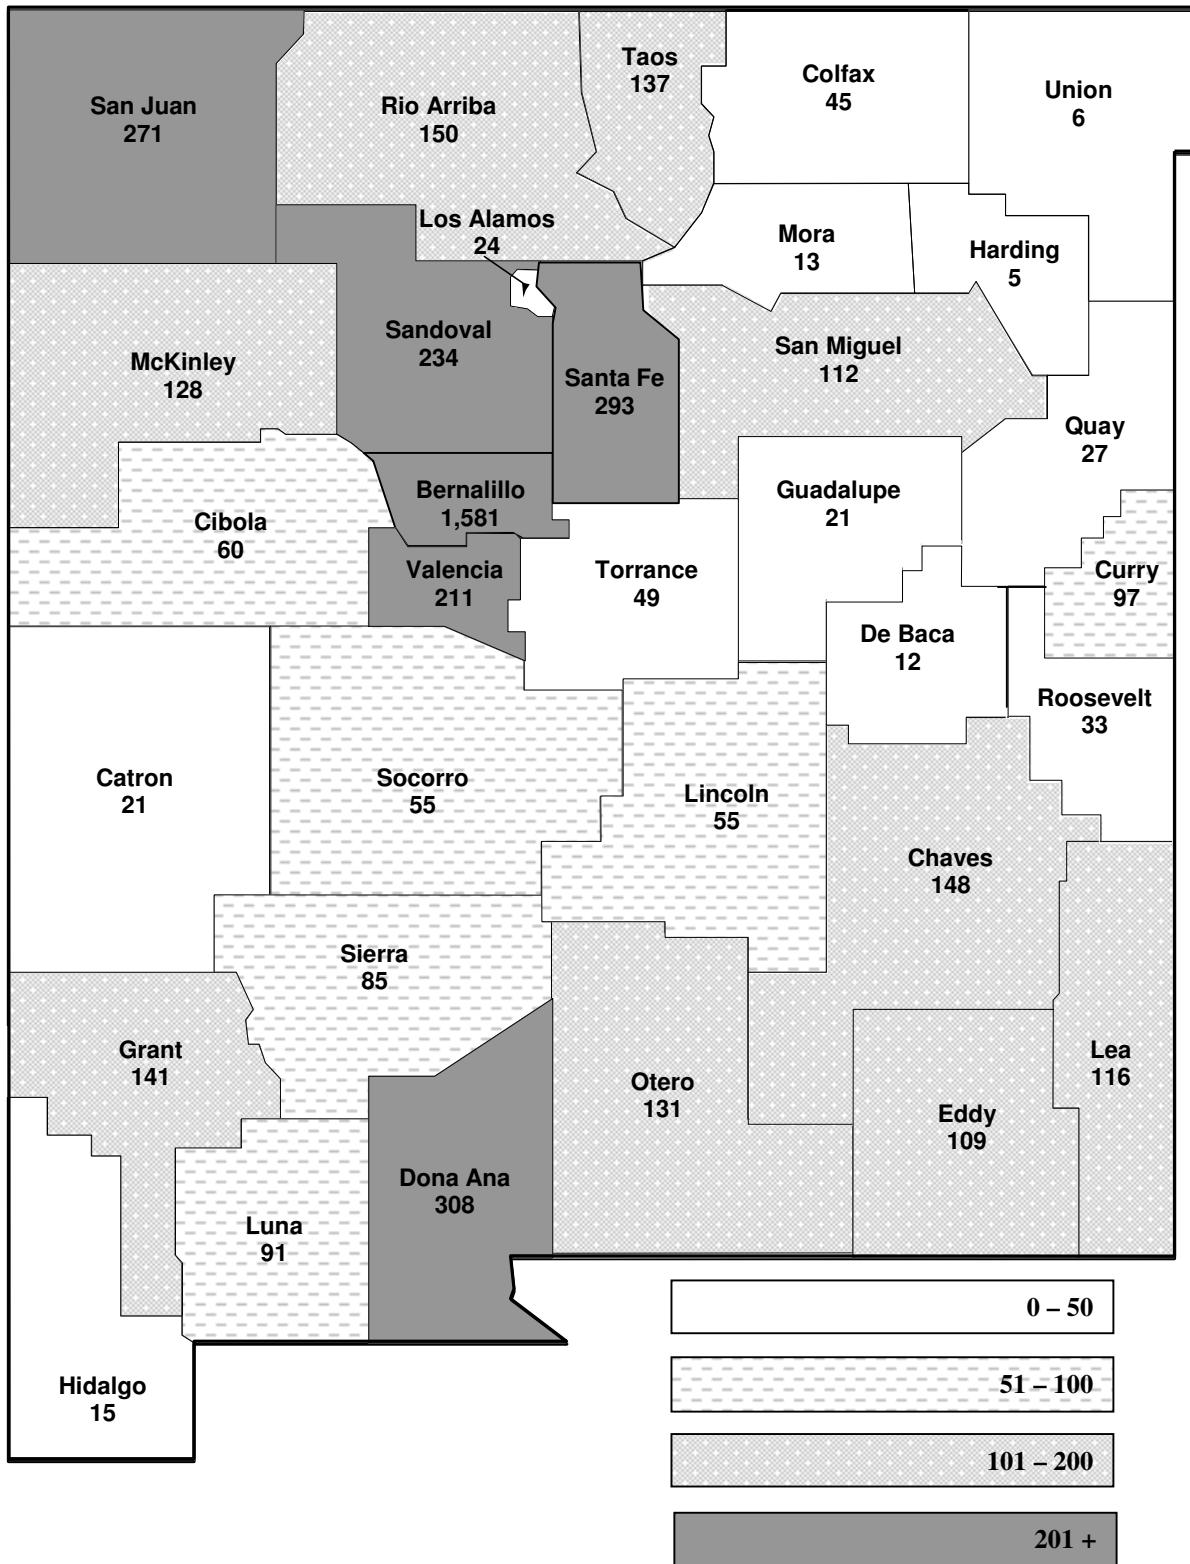 Taos
137
Colfax
45
Union
6
San Juan
271
Rio Arriba
150
Los Alamos
24
Mora
13
Harding
5
McKinley
128
Sandoval
234
Santa Fe
293
San Miguel
112
Quay
27
Cibola
60
Bernalillo
1,581
Guadalupe
21
Valencia
211
Torrance
49
Curry
97
De Baca
12
Roosevelt
33
Catron
21
Socorro
55
Lincoln
55
Chaves
148
Sierra
85
Grant
141
Otero
131
Lea
116
Eddy
109
Dona Ana
308
Luna
91
Hidalgo
15
0 – 50
51 – 100
101 – 200
201 +